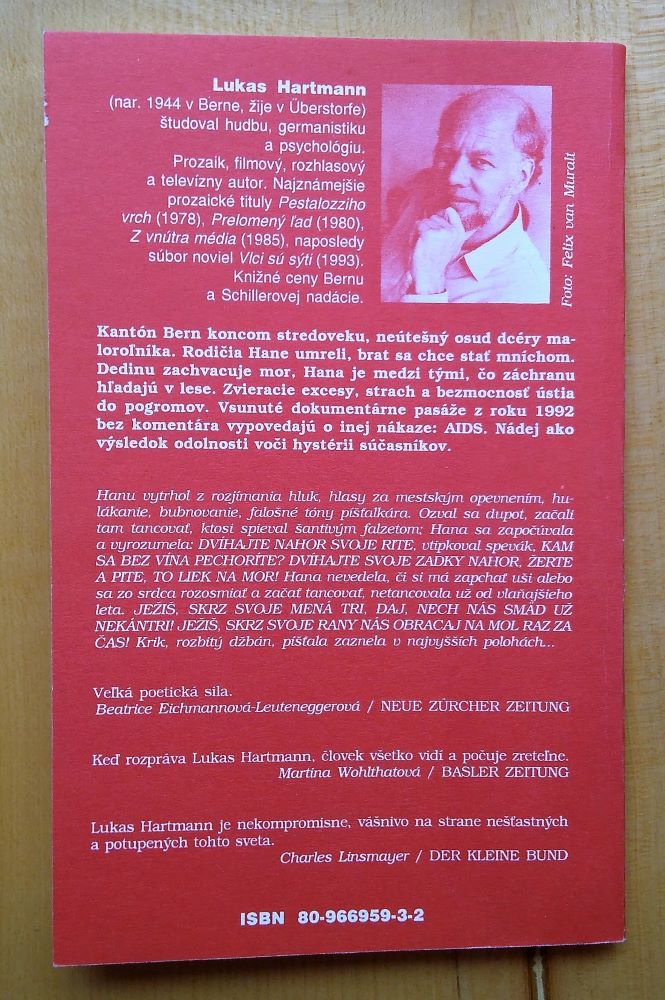 Lukas Hartmann
(nar. 1944 v Berne, žije v Überstorfe)
študoval hudbu, germanistiku
a psychológiu.
Prozaik, filmový, rozhlasový
a televízny autor. Najznámejšie
prozaické tituly Pestalozziho
vrch (1978), Prelomený ľad (1980),
Z vnútra média (1985), naposledy
súbor noviel Vlci sú sýti (1993).
Knižné ceny Bernu
a Schillerovej nadácie.
Foto: Felix van Muralt
Kantón Bern koncom stredoveku, neútešný osud dcéry ma-
loroľníka. Rodičia Hane umreli, brat sa chce stať mníchom.
Dedinu zachvacuje mor, Hana je medzi tými, čo záchranu
hľadajú v lese. Zvieracie excesy, strach a bezmocnosť ústia
do pogromov. Vsunuté dokumentárne pasáže z roku 1992
bez komentára vypovedajú o inej nákaze: AIDS. Nádej ako
výsledok odolnosti voči hystérii súčasníkov.
Hanu vytrhol z rozjímania hluk, hlasy za mestským opevnením, hu-
lákanie, bubnovanie, falošné tóny píšťalkára. Ozval sa dupot, začali
tam tancovať, ktosi spieval šantivým falzetom; Hana sa započúvala
a vyrozumela: DVÍHAJTE NAHOR SVOJE RITE, vtipkoval spevák, KAM
SA BEZ VÍNA PECHORÍTE? DVÍHAJTE SVOJE ZADKY NAHOR, ŽERTE
A PITE, TO LIEK NA MOR! Hana nevedela, či si má zapchať uši alebo
sa zo srdca rozosmiať a začať tancovať, netancovala už od vlaňajšieho
leta. JEŽIŠ, SKRZ SVOJE MENÁ TRI, DAJ, NECH NÁS SMÄD UŽ
NEKÁNTRI! JEŽIŠ, SKRZ SVOJE RANY NÁS OBRACAJ NA MOL RAZ ZA
ČAS! Krik, rozbitý džbán, píšťala zaznela v najvyšších polohách...
Veľká poetická sila.
Beatrice Eichmannová-Leuteneggerová / NEUE ZÜRCHER ZEITUNG
Keď rozpráva Lukas Hartmann, človek všetko vidí a počuje zreteľne.
Martina Wohlthatová / BASLER ZEITUNG
Lukas Hartmann je nekompromisne, vášnivo na strane nešťastných
a potupených tohto sveta.
Charles Linsmayer / DER KLEINE BUND
ISBN 80-966959-3-2